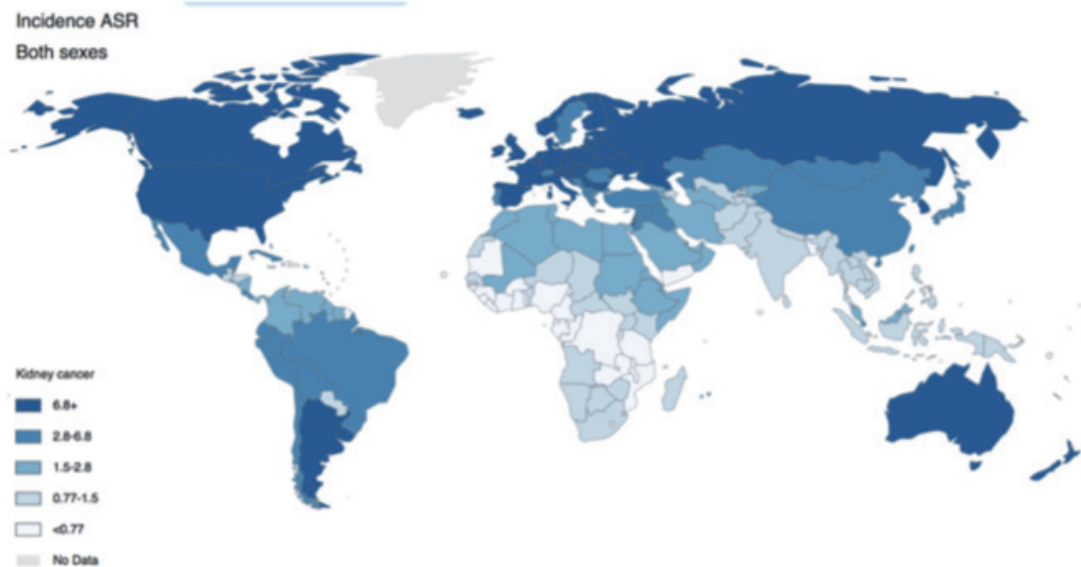 Incidence ASR
Both sexes
Kidney cancer
6.8+
2.8-6.8
1.5-2.8
0.77-1.5
<0.77
No Data